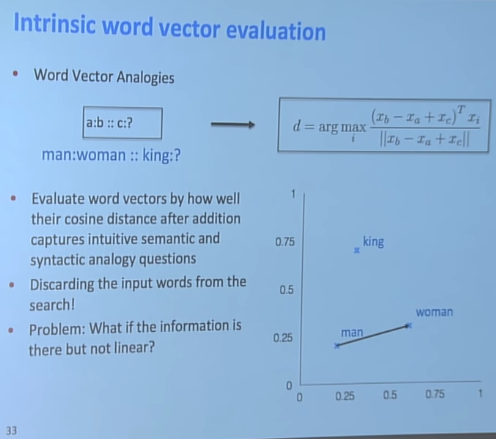 Intrinsic word vector evaluation
• Word Vector Analogies
a:b :: c:?
man:woman :: king:?
d = arg max_i (x_b − x_a + x_c)^T x_i / ||x_b − x_a + x_c||
• Evaluate word vectors by how well
their cosine distance after addition
captures intuitive semantic and
syntactic analogy questions
• Discarding the input words from the
search!
• Problem: What if the information is
there but not linear?
1
0.75
0.5
0.25
0
king
woman
man
0 0.25 0.5 0.75 1
33